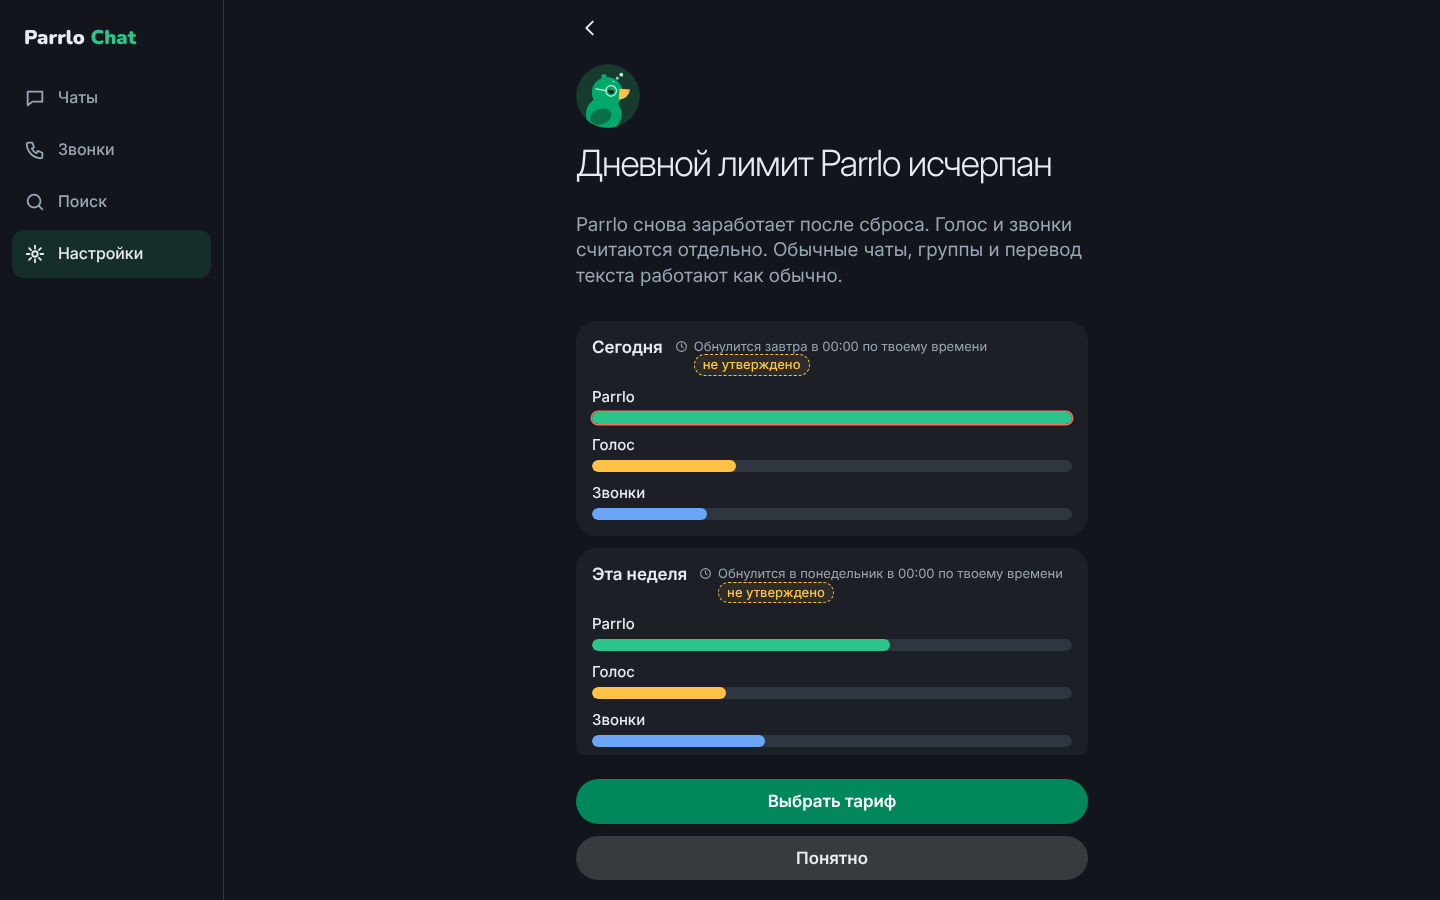 Parrlo Chat
Чаты
Звонки
Поиск
Настройки
Дневной лимит Parrlo исчерпан
Parrlo снова заработает после сброса. Голос и звонки
считаются отдельно. Обычные чаты, группы и перевод
текста работают как обычно.
Сегодня Обнулится завтра в 00:00 по твоему времени
не утверждено
Parrlo
Голос
Звонки
Эта неделя Обнулится в понедельник в 00:00 по твоему времени
не утверждено
Parrlo
Голос
Звонки
Выбрать тариф
Понятно